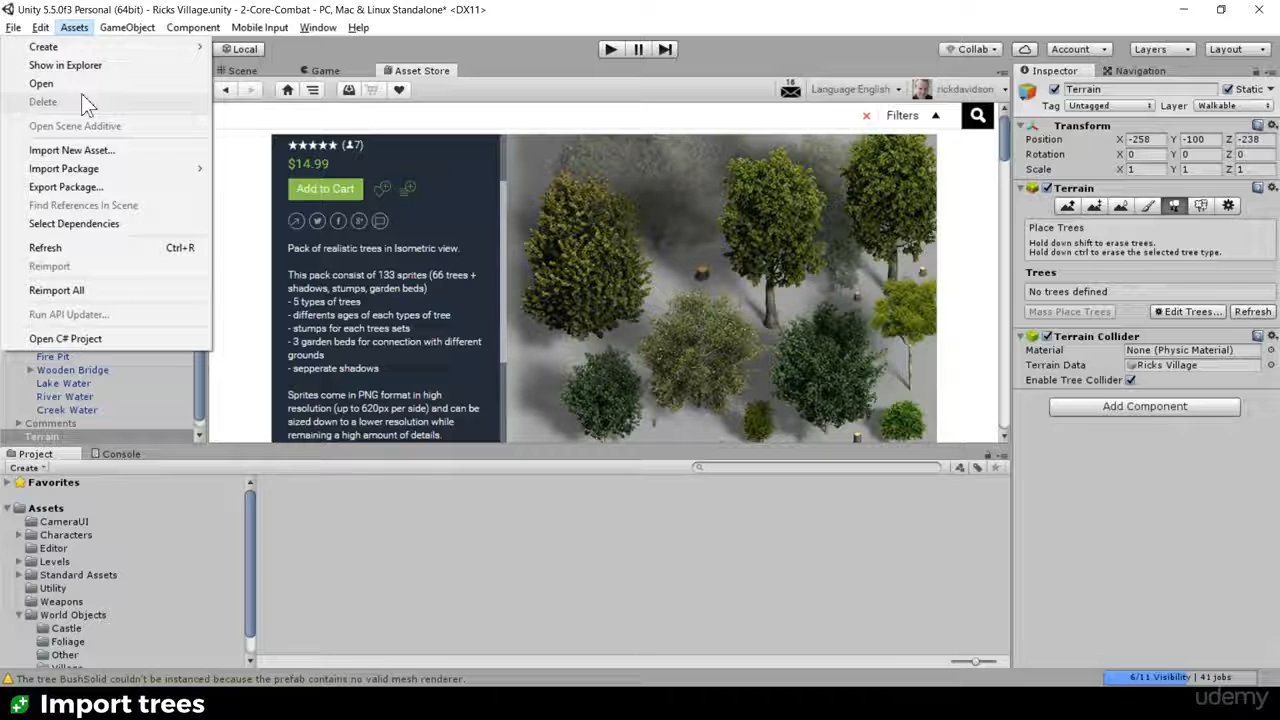 Unity 5.5.0f3 Personal (64bit) - Ricks Village.unity - 2-Core-Combat - PC, Mac & Linux Standalone* <DX11>
File Edit Assets GameObject Component Mobile Input Window Help
Create
Show in Explorer
Open
Delete
Open Scene Additive
Import New Asset...
Import Package
Export Package...
Find References In Scene
Select Dependencies
Refresh Ctrl+R
Reimport
Reimport All
Run API Updater...
Open C# Project
Fire Pit
Wooden Bridge
Lake Water
River Water
Creek Water
Comments
Terrain
Local
Collab
Account
Layers
Layout
Scene
Game
Asset Store
16
Language English
rickdavidson
Filters
(7)
$14.99
Add to Cart
Pack of realistic trees in Isometric view.
This pack consist of 133 sprites (66 trees +
shadows, stumps, garden beds)
- 5 types of trees
- differents ages of each types of tree
- stumps for each trees sets
- 3 garden beds for connection with different
grounds
- sepperate shadows
Sprites come in PNG format in high
resolution (up to 620px per side) and can be
sized down to a lower resolution while
remaining a high amount of details.
Inspector
Navigation
Terrain
Static
Tag Untagged Layer Walkable
Transform
Position X -258 Y -100 Z -238
Rotation X 0 Y 0 Z 0
Scale X 1 Y 1 Z 1
Terrain
Place Trees
Hold down shift to erase trees.
Hold down ctrl to erase the selected tree type.
Trees
No trees defined
Mass Place Trees
Edit Trees...
Refresh
Terrain Collider
Material None (Physic Material)
Terrain Data Ricks Village
Enable Tree Collider
Add Component
Project
Console
Create
Favorites
Assets
CameraUI
Characters
Editor
Levels
Standard Assets
Utility
Weapons
World Objects
Castle
Foliage
Other
Village
The tree BushSolid couldn't be instanced because the prefab contains no valid mesh renderer.
6/11 Visibility | 41 jobs
Import trees
udemy